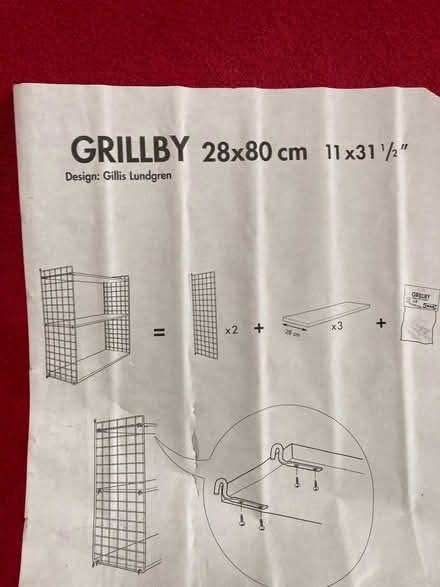 GRILLBY 28x80 cm 11x31 1/2"
Design: Gillis Lundgren
= x2 + 28 cm x3 + GRILLBY